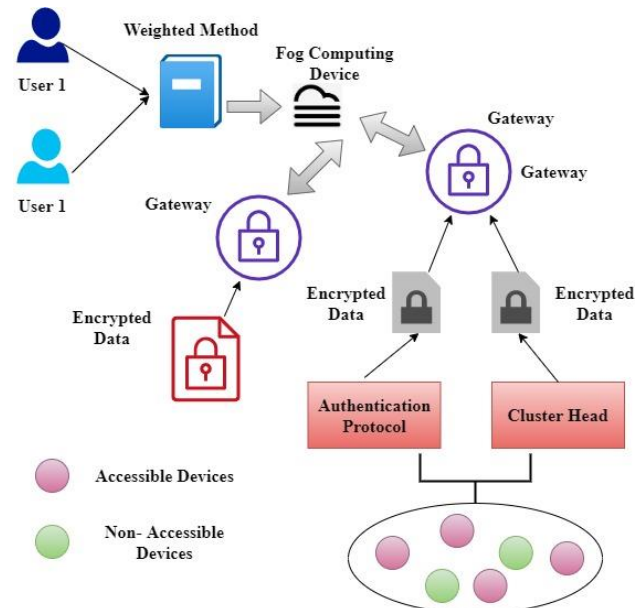 Weighted Method
Fog Computing
Device
User 1
Gateway
Gateway
User 1
Gateway
Encrypted
Data
Encrypted
Data
Encrypted
Data
Authentication
Protocol
Cluster Head
Accessible Devices
Non- Accessible
Devices